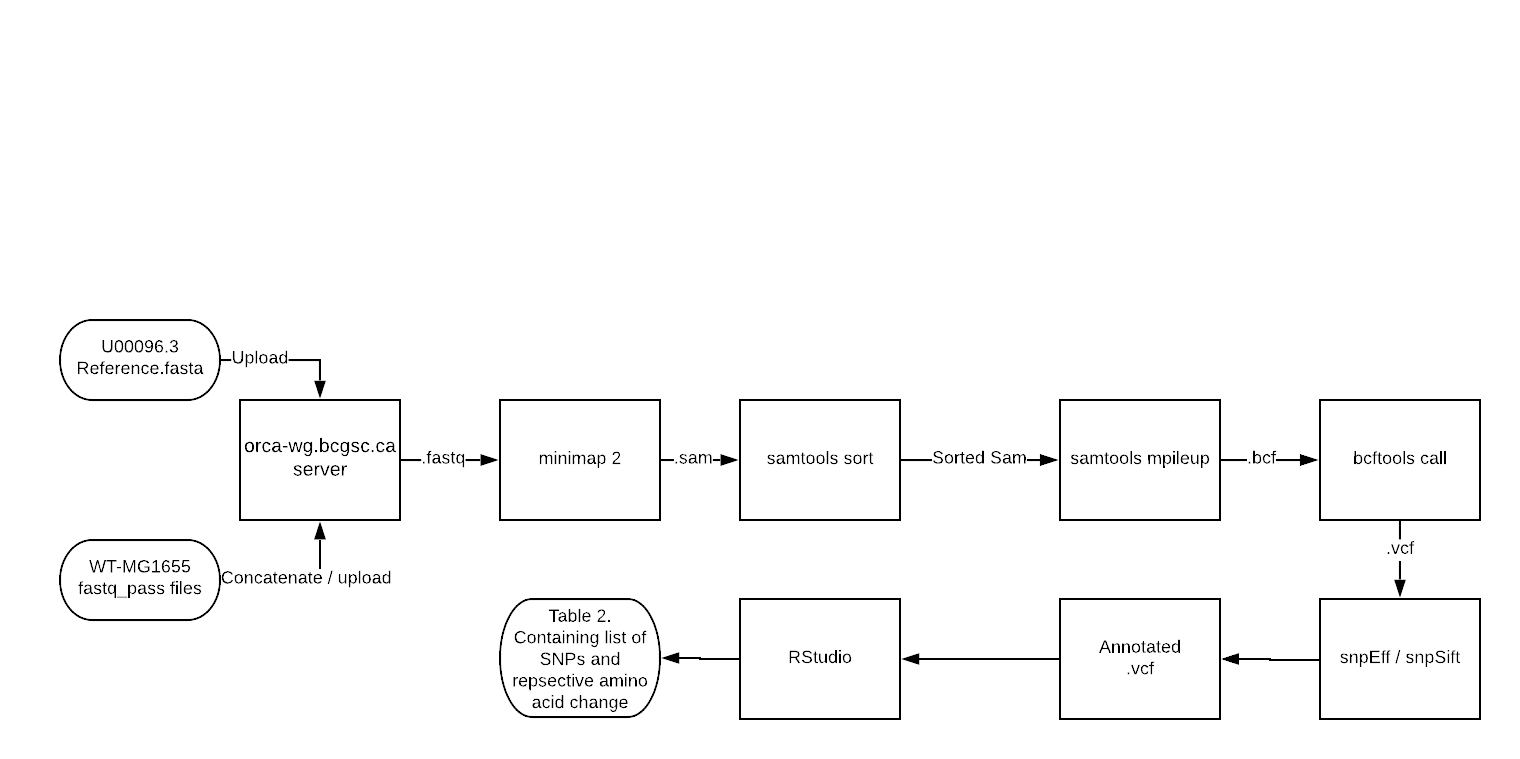 U00096.3
Reference.fasta
Upload
orca-wg.bcgsc.ca
server
WT-MG1655
fastq_pass files
Concatenate / upload
.fastq
minimap 2
.sam
samtools sort
Sorted Sam
samtools mpileup
.bcf
bcftools call
.vcf
snpEff / snpSift
Annotated
.vcf
RStudio
Table 2.
Containing list of
SNPs and
repsective amino
acid change